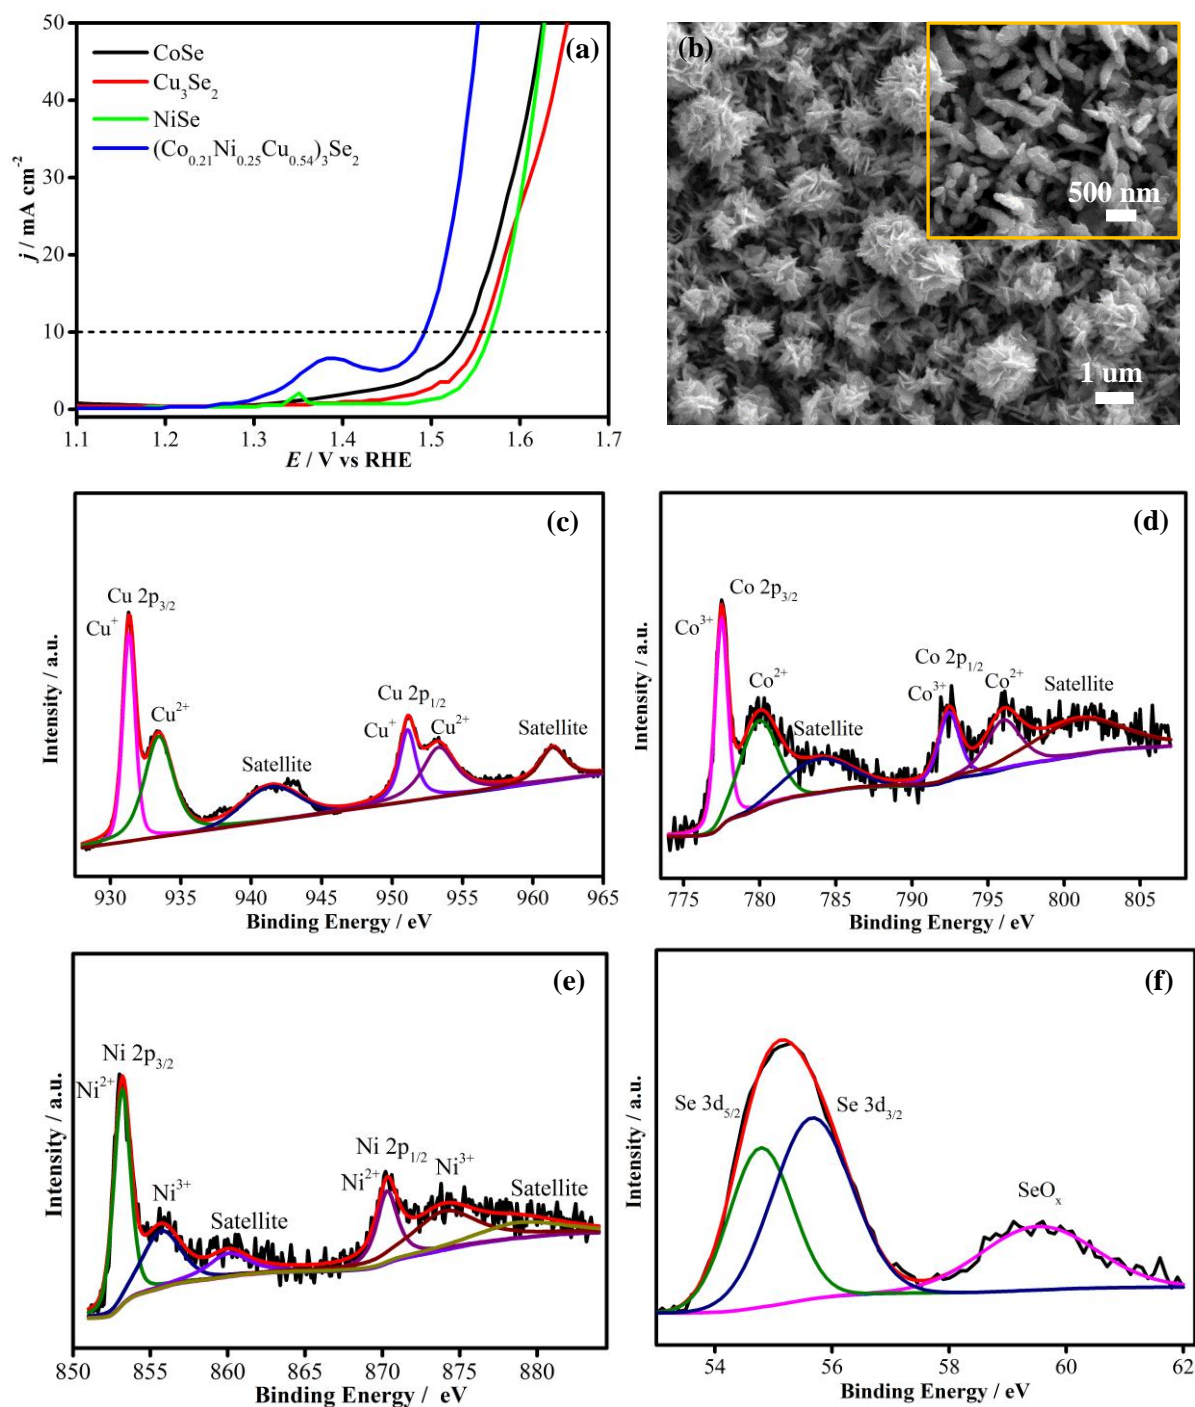 (a)
CoSe
Cu₃Se₂
NiSe
(Co₀.₂₁Ni₀.₂₅Cu₀.₅₄)₃Se₂
j / mA cm⁻²
50
40
30
20
10
0
1.1 1.2 1.3 1.4 1.5 1.6 1.7
E / V vs RHE
(b)
500 nm
1 um
(c)
Cu 2p₃/₂
Cu⁺
Cu²⁺
Satellite
Cu 2p₁/₂
Cu⁺
Cu²⁺
Satellite
Intensity / a.u.
930 935 940 945 950 955 960 965
Binding Energy / eV
(d)
Co 2p₃/₂
Co³⁺
Co²⁺
Satellite
Co 2p₁/₂
Co³⁺
Co²⁺
Satellite
Intensity / a.u.
775 780 785 790 795 800 805
Binding Energy / eV
(e)
Ni 2p₃/₂
Ni²⁺
Ni³⁺
Satellite
Ni 2p₁/₂
Ni²⁺
Ni³⁺
Satellite
Intensity / a.u.
850 855 860 865 870 875 880
Binding Energy / eV
(f)
Se 3d₅/₂
Se 3d₃/₂
SeOₓ
Intensity / a.u.
54 56 58 60 62
Binding Energy / eV